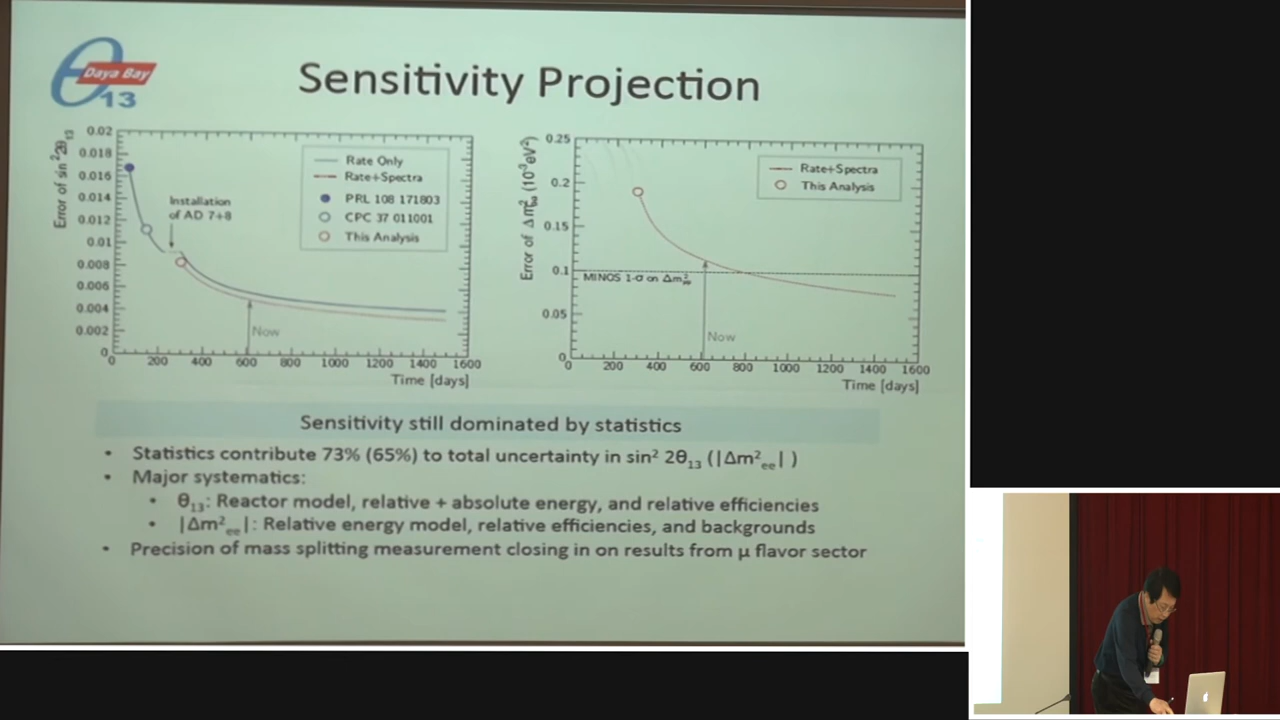 Daya Bay
θ13
Sensitivity Projection
Error of sin²2θ₁₃
0.02
0.018
0.016
0.014
0.012
0.01
0.008
0.006
0.004
0.002
0
Installation
of AD 7+8
Rate Only
Rate+Spectra
PRL 108 171803
CPC 37 011001
This Analysis
Now
0 200 400 600 800 1000 1200 1400 1600
Time [days]
Error of Δm²ₑₑ (10⁻³eV²)
0.25
0.2
0.15
0.1
0.05
0
Rate+Spectra
This Analysis
MINOS 1-σ on Δm²
Now
0 200 400 600 800 1000 1200 1400 1600
Time [days]
Sensitivity still dominated by statistics
• Statistics contribute 73% (65%) to total uncertainty in sin² 2θ₁₃ (|Δm²ₑₑ| )
• Major systematics:
• θ₁₃: Reactor model, relative + absolute energy, and relative efficiencies
• |Δm²ₑₑ|: Relative energy model, relative efficiencies, and backgrounds
• Precision of mass splitting measurement closing in on results from μ flavor sector